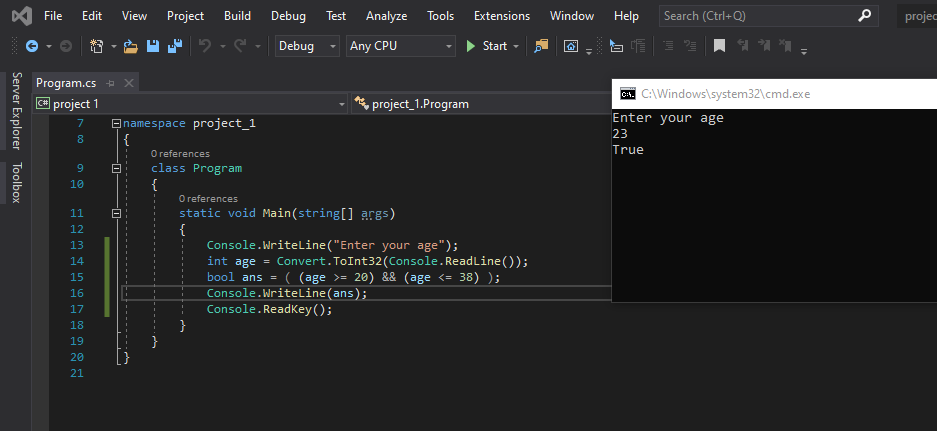 File Edit View Project Build Debug Test Analyze Tools Extensions Window Help Search (Ctrl+Q)
Debug Any CPU Start
Server Explorer
Toolbox
Program.cs
C# project 1 project_1.Program
7 namespace project_1
8 {
0 references
9 class Program
10 {
0 references
11 static void Main(string[] args)
12 {
13 Console.WriteLine("Enter your age");
14 int age = Convert.ToInt32(Console.ReadLine());
15 bool ans = ( (age >= 20) && (age <= 38) );
16 Console.WriteLine(ans);
17 Console.ReadKey();
18 }
19 }
20 }
21
C:\Windows\system32\cmd.exe
Enter your age
23
True